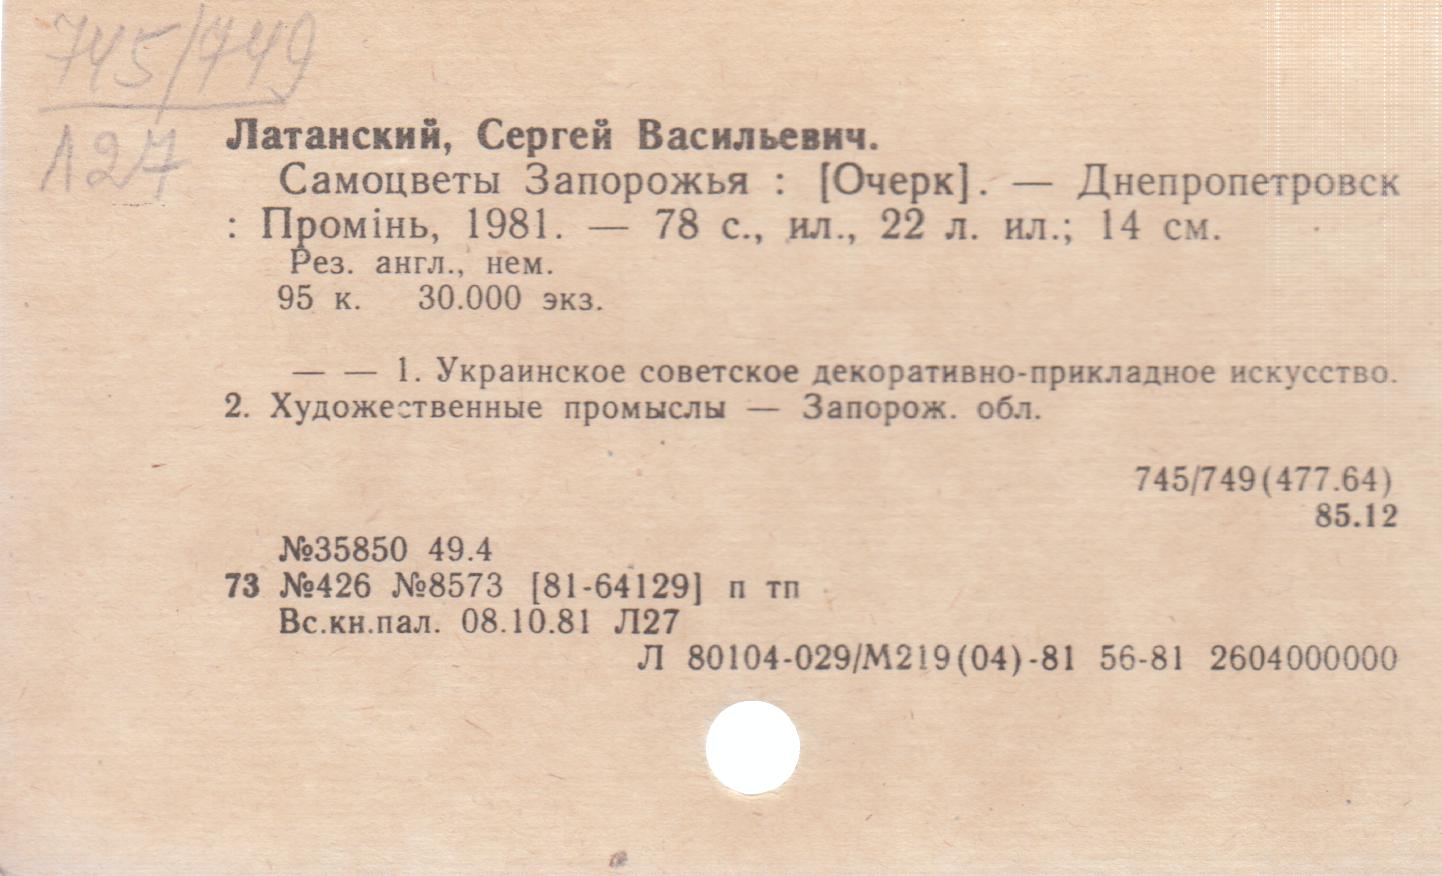 745/749
Л27
Латанский, Сергей Васильевич.
Самоцветы Запорожья : [Очерк]. — Днепропетровск
: Промінь, 1981. — 78 с., ил., 22 л. ил.; 14 см.
Рез. англ., нем.
95 к. 30.000 экз.
— — 1. Украинское советское декоративно-прикладное искусство.
2. Художественные промыслы — Запорож. обл.
745/749(477.64)
85.12
№35850 49.4
73 №426 №8573 [81-64129] п тп
Вс.кн.пал. 08.10.81 Л27
Л 80104-029/М219(04)-81 56-81 2604000000